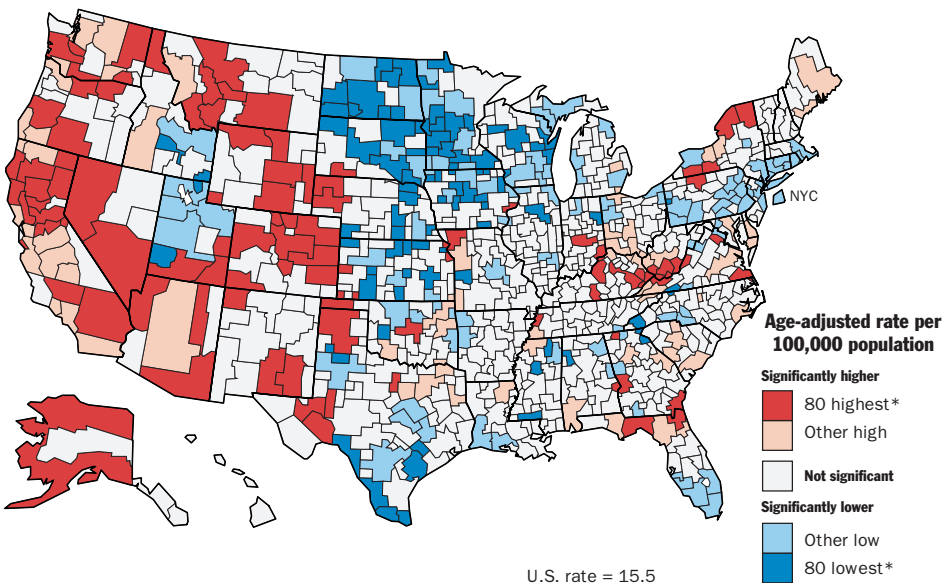 NYC
Age-adjusted rate per
100,000 population
Significantly higher
80 highest*
Other high
Not significant
Significantly lower
Other low
80 lowest*
U.S. rate = 15.5